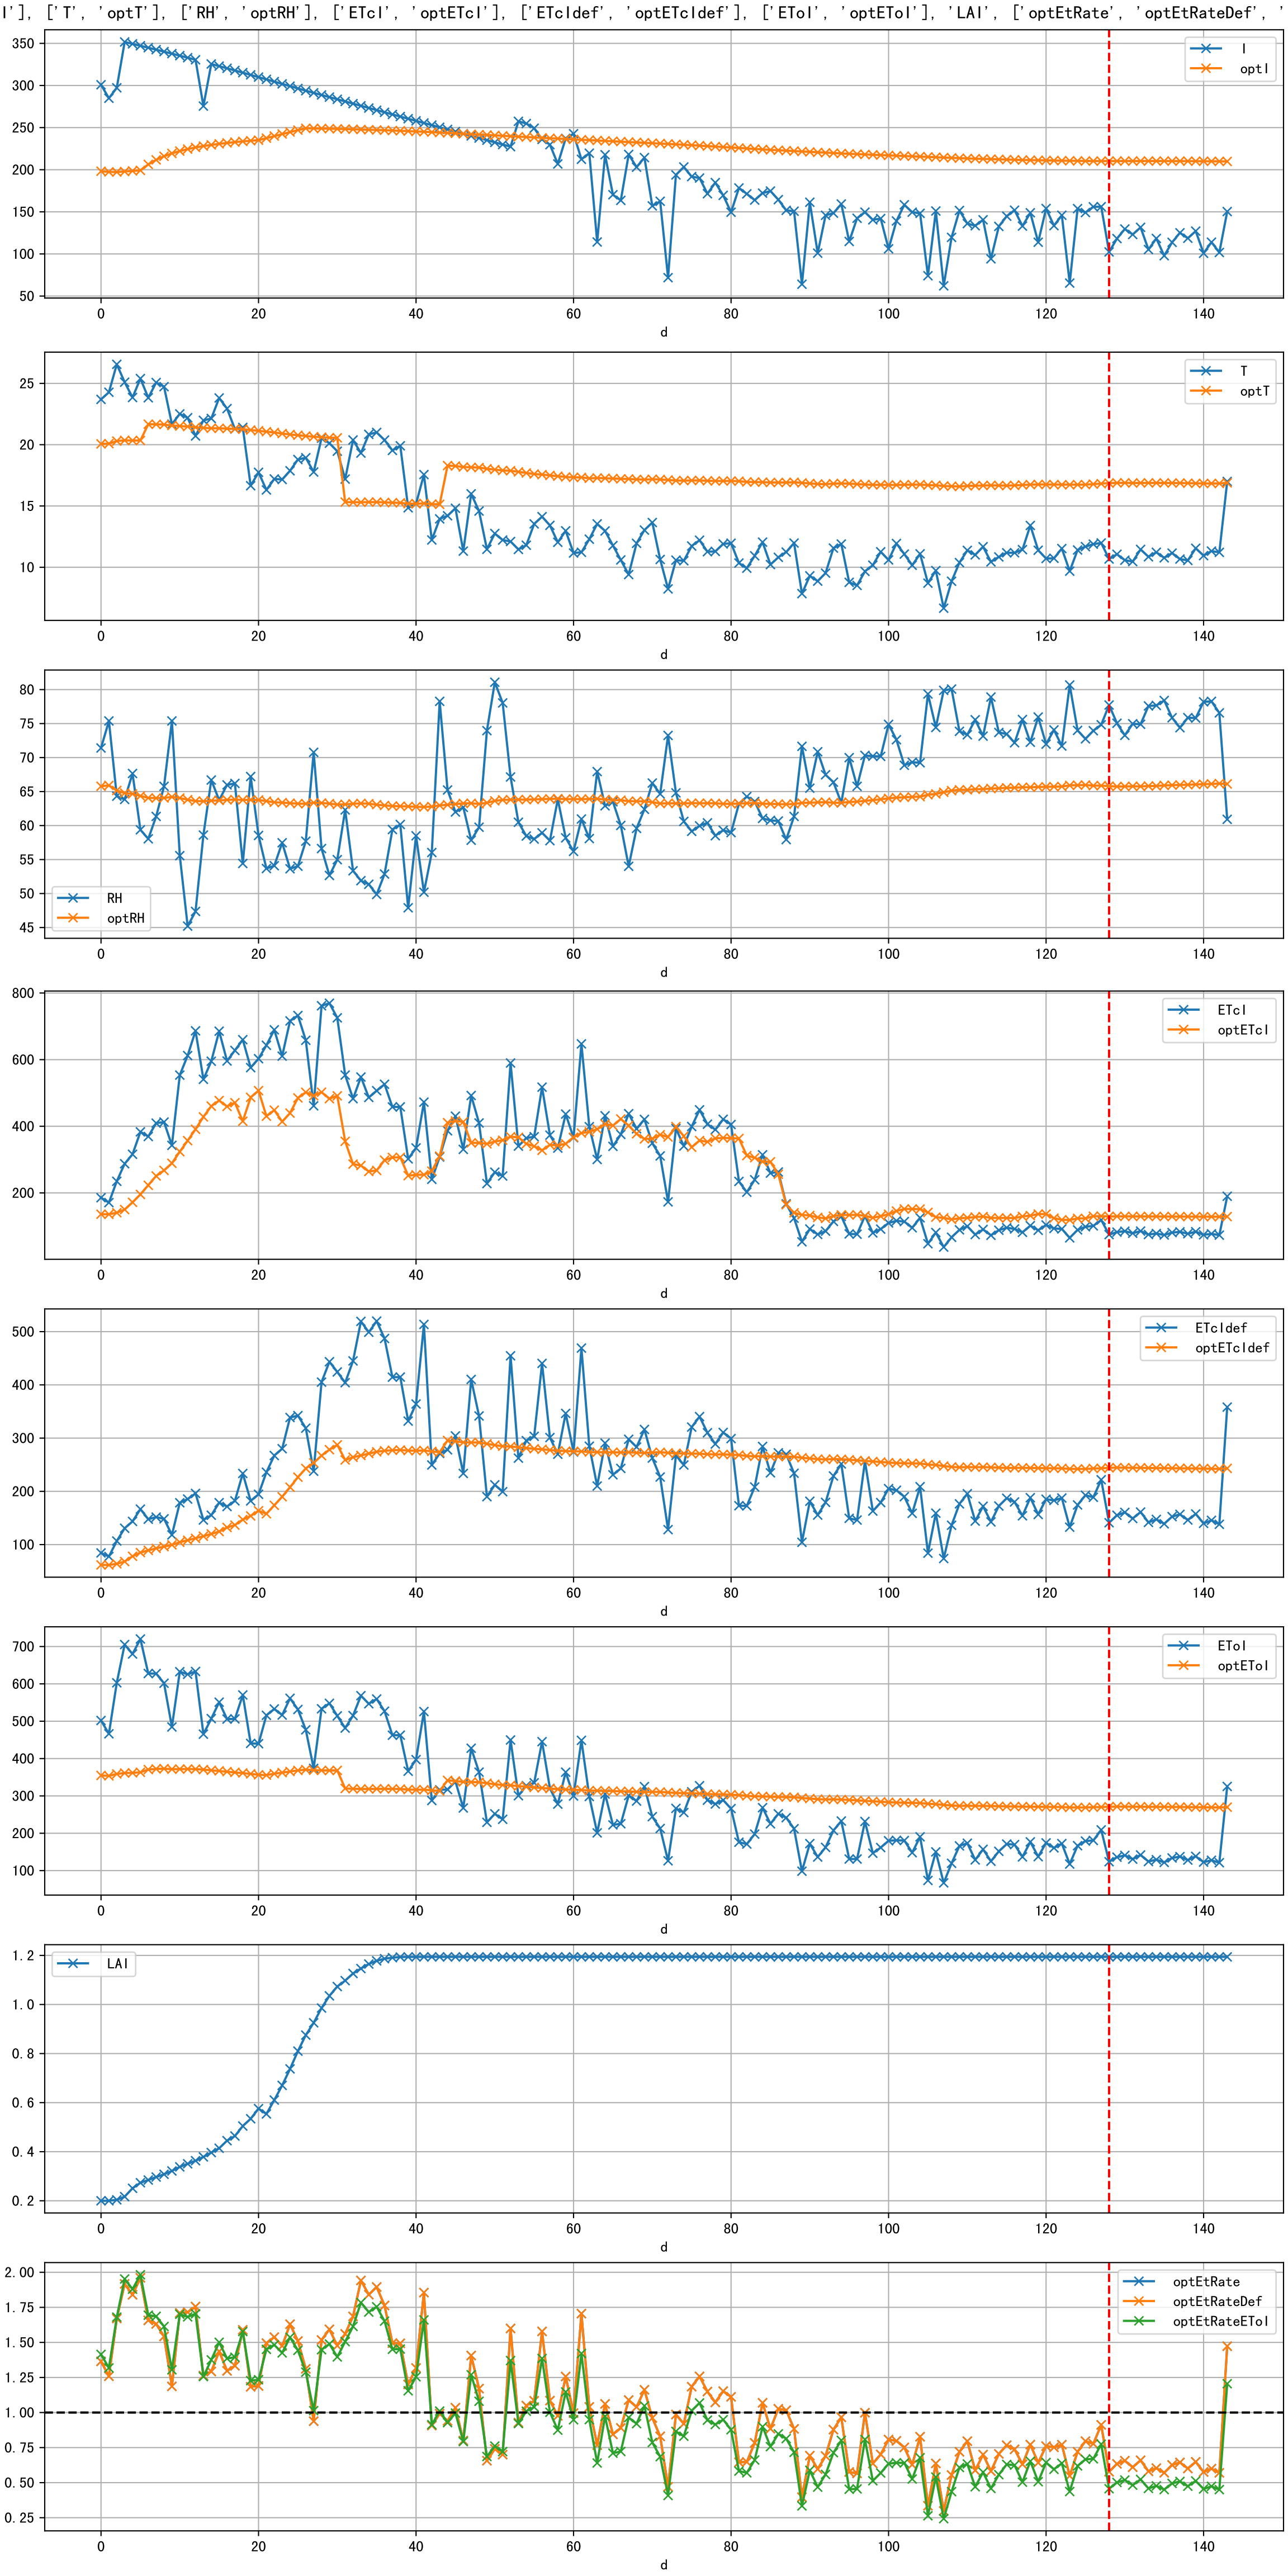 I'], ['T', 'optT'], ['RH', 'optRH'], ['ETcI', 'optETcI'], ['ETcIdef', 'optETcIdef'], ['EToI', 'optEToI'], 'LAI', ['optEtRate', 'optEtRateDef', '
350
300
250
200
150
100
50
I
optI
0 20 40 60 80 100 120 140
d
25
20
15
10
T
optT
0 20 40 60 80 100 120 140
d
80
75
70
65
60
55
50
45
RH
optRH
0 20 40 60 80 100 120 140
d
800
600
400
200
ETcI
optETcI
0 20 40 60 80 100 120 140
d
500
400
300
200
100
ETcIdef
optETcIdef
0 20 40 60 80 100 120 140
d
700
600
500
400
300
200
100
EToI
optEToI
0 20 40 60 80 100 120 140
d
1.2
1.0
0.8
0.6
0.4
0.2
LAI
0 20 40 60 80 100 120 140
d
2.00
1.75
1.50
1.25
1.00
0.75
0.50
0.25
optEtRate
optEtRateDef
optEtRateEToI
0 20 40 60 80 100 120 140
d